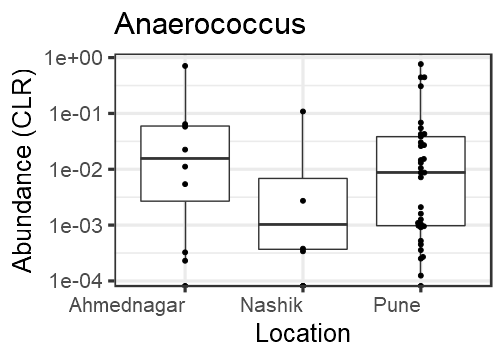 Anaerococcus
Abundance (CLR)
1e+00
1e-01
1e-02
1e-03
1e-04
Ahmednagar Nashik Pune
Location